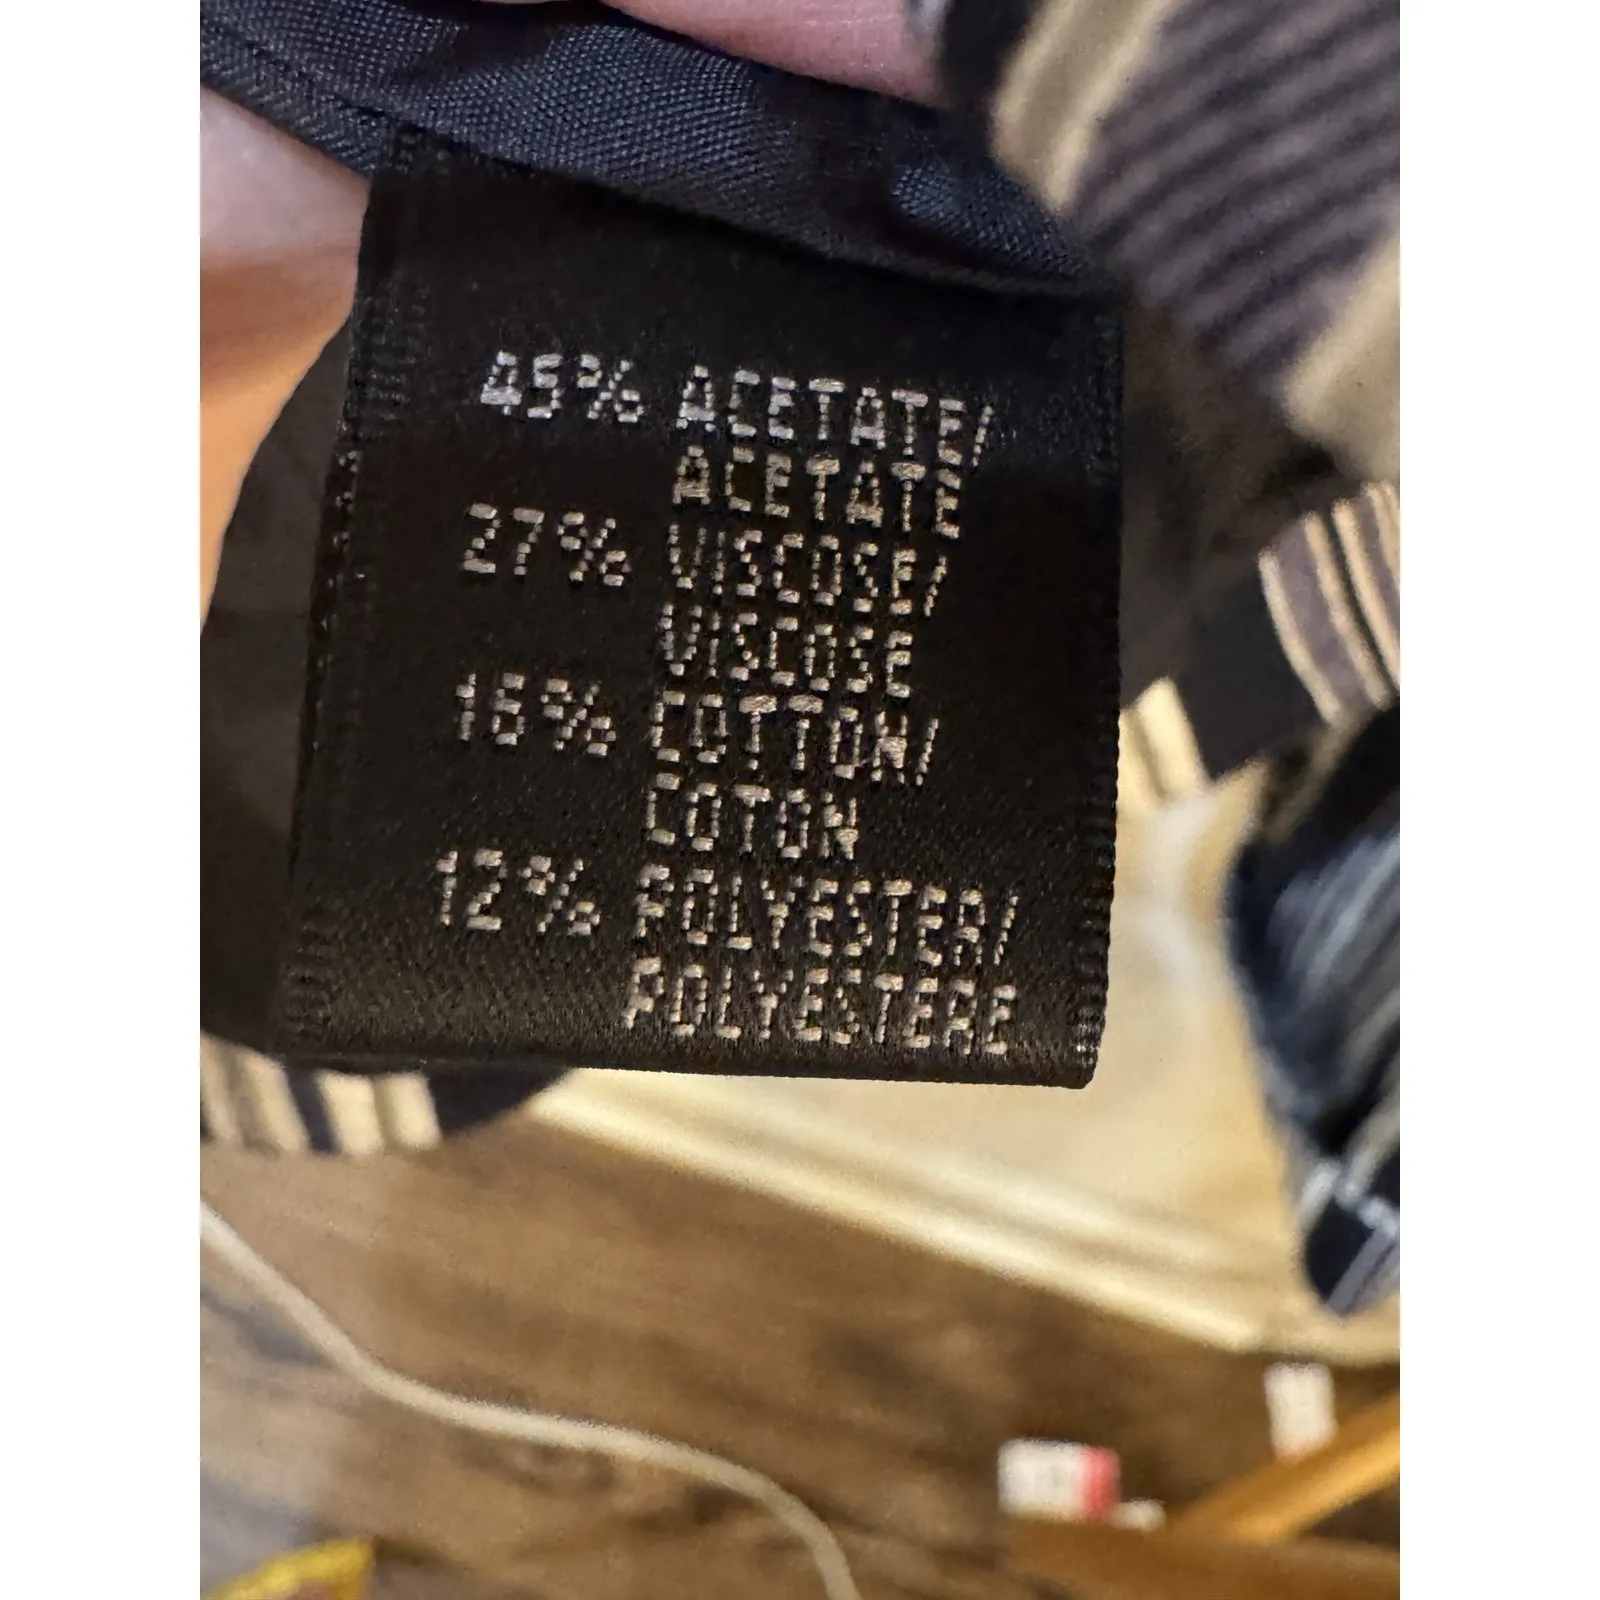 45% ACETATE/
ACETATE
27% VISCOSE/
VISCOSE
16% COTTON/
COTON
12% POLYESTER/
POLYESTERE